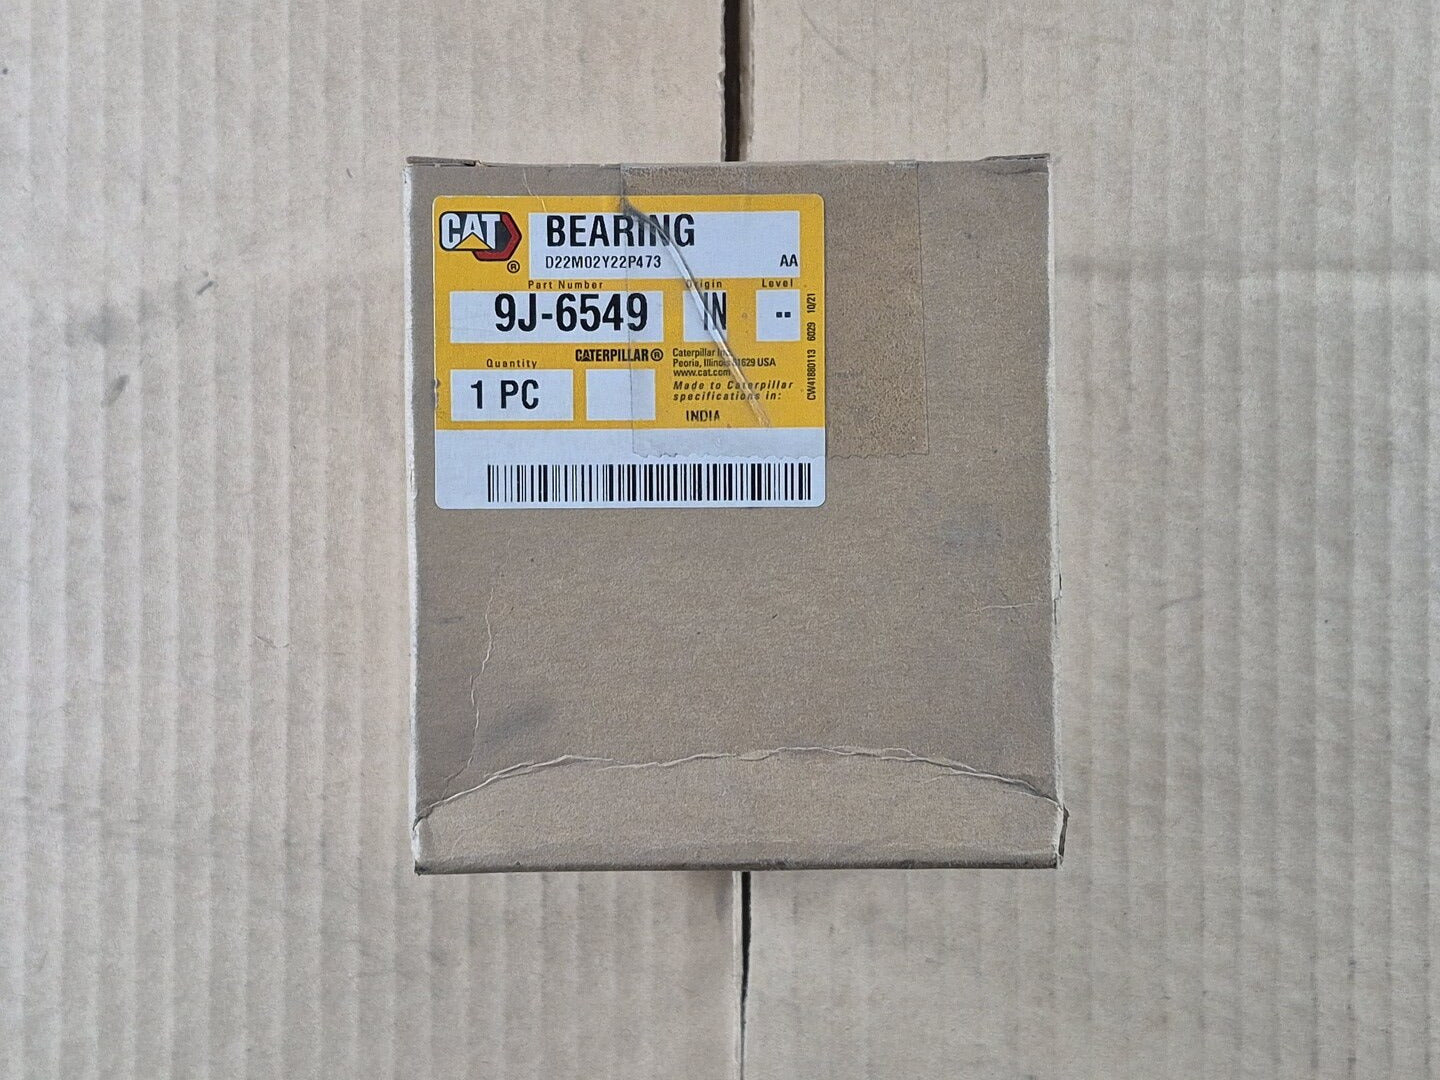 CAT®
BEARING
D22M02Y22P473 AA
Part Number Origin Level
9J-6549 IN --
Quantity CATERPILLAR®
1 PC
Caterpillar Inc.
Peoria, Illinois 61629 USA
www.cat.com
Made to Caterpillar
specifications in:
INDIA
CW41880113 6029 10/21